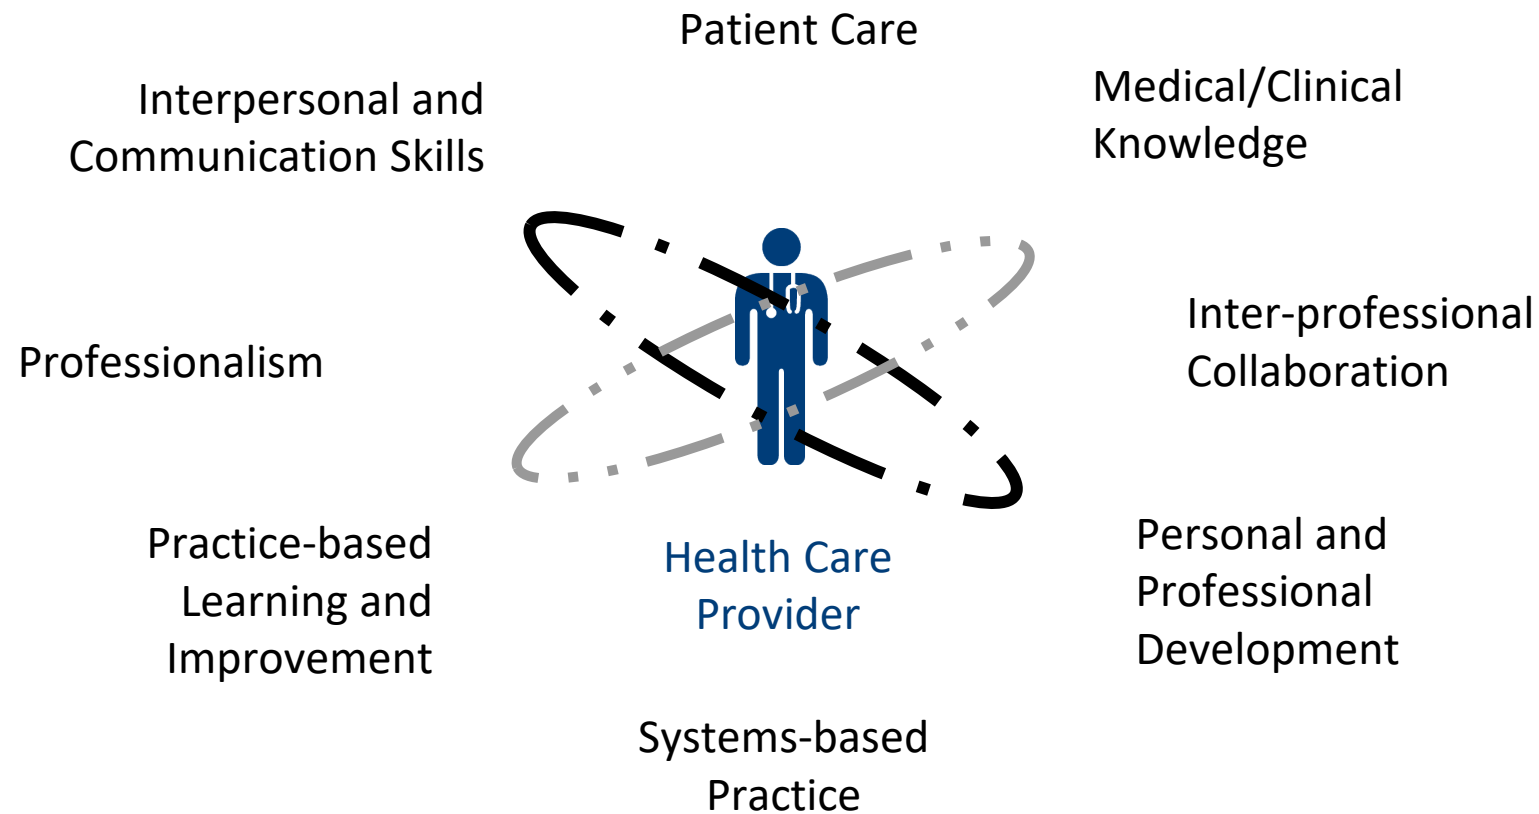 Patient Care
Interpersonal and
Communication Skills
Medical/Clinical
Knowledge
Professionalism
Inter-professional
Collaboration
Practice-based
Learning and
Improvement
Health Care
Provider
Personal and
Professional
Development
Systems-based
Practice